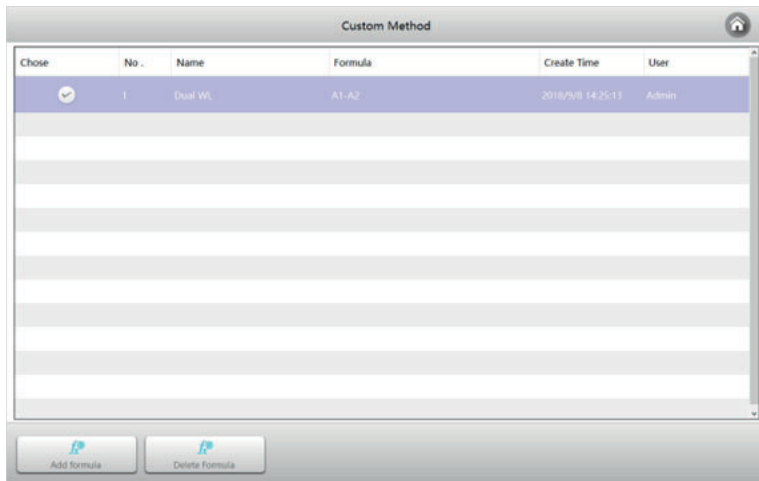 Custom Method
Chose No . Name Formula Create Time User
1 Dual WL A1-A2 2018/9/8 14:25:13 Admin
Add formula Delete Formula